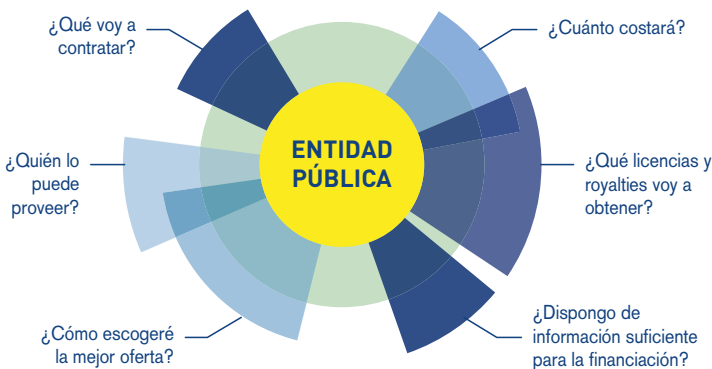 ¿Qué voy a
contratar?
¿Cuánto costará?
ENTIDAD
PÚBLICA
¿Quién lo
puede
proveer?
¿Qué licencias y
royalties voy a
obtener?
¿Cómo escogeré
la mejor oferta?
¿Dispongo de
información suficiente
para la financiación?